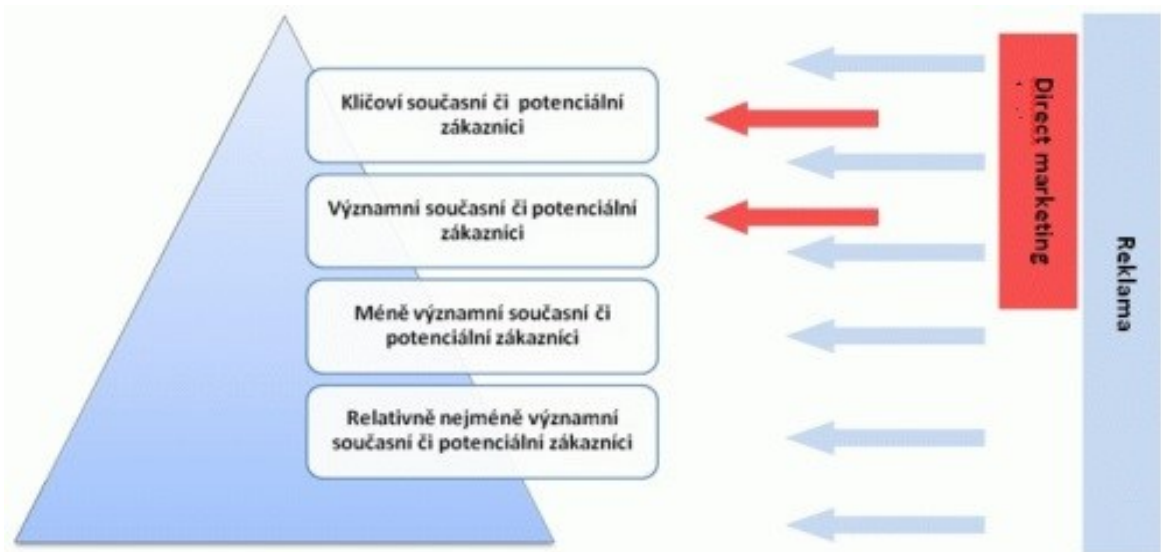 Kličoví současní či  potenciální
zákazníci
Významní současní či potenciální
zákazníci
Méně významní současní či
potenciální zákazníci
Relativně nejméně významní
současní či potenciální zákazníci
Direct marketing
Reklama